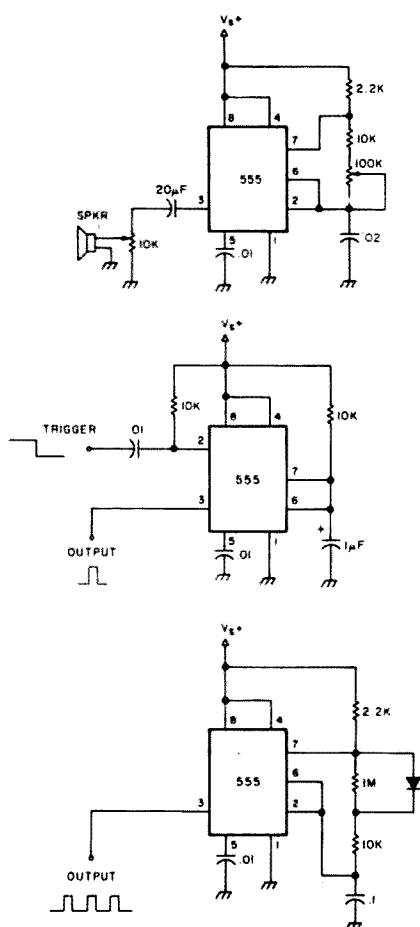 Vs+
2.2K
8
4
7
10K
555
6
100K
20µF
3
2
SPKR
10K
5
1
.01
.02
Vs+
10K
8
4
10K
TRIGGER
.01
2
555
7
3
6
5
1
+
1µF
OUTPUT
.01
Vs+
2.2K
8
4
7
6
1M
555
3
2
10K
5
1
.01
.1
OUTPUT